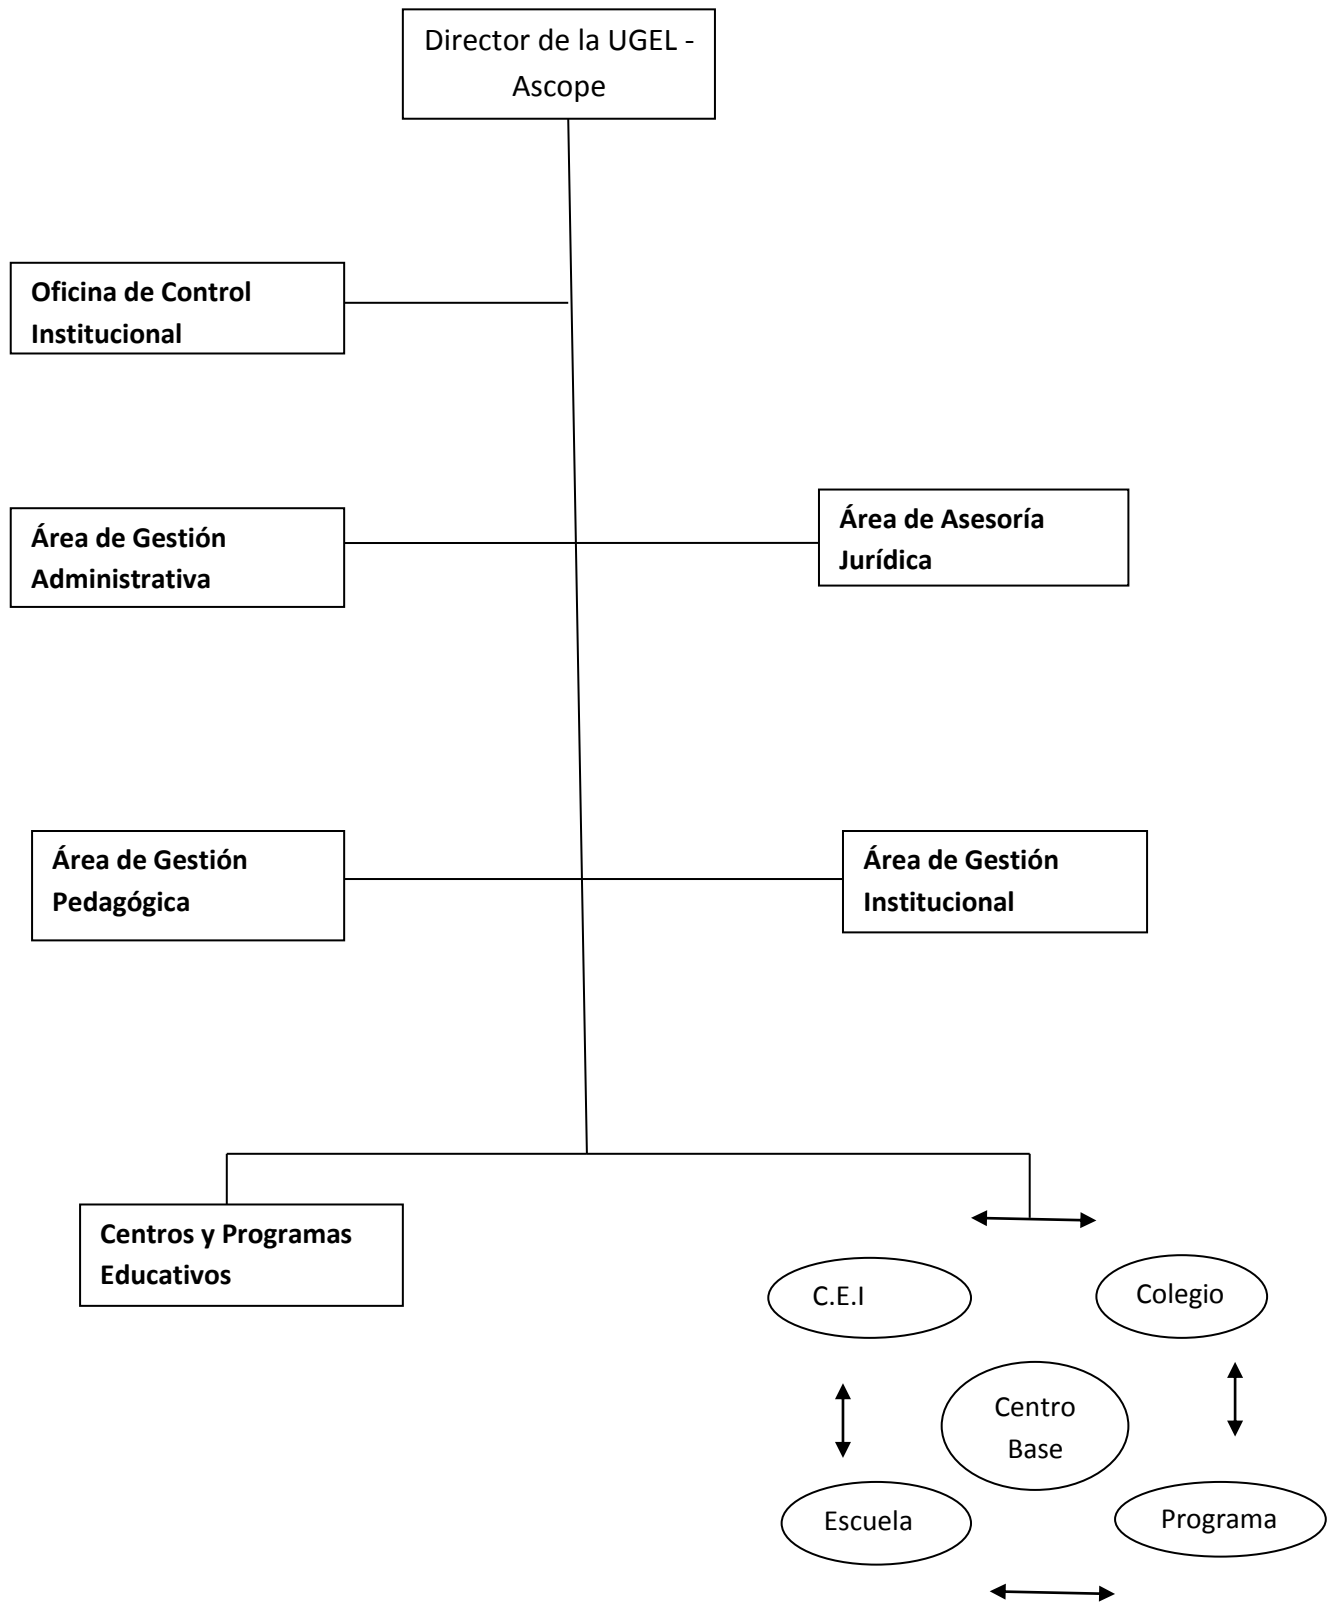 Director de la UGEL -
Ascope
Oficina de Control
Institucional
Área de Gestión
Administrativa
Área de Asesoría
Jurídica
Área de Gestión
Pedagógica
Área de Gestión
Institucional
Centros y Programas
Educativos
C.E.I
Colegio
Centro
Base
Escuela
Programa